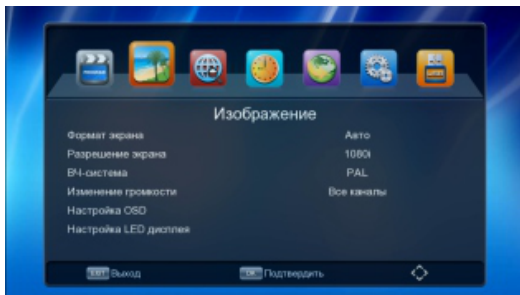 Изображение
Формат экрана Авто
Разрешение экрана 1080i
ВЧ-система PAL
Изменение громкости Все каналы
Настройка OSD
Настройка LED дисплея
EXIT Выход OK Подтвердить